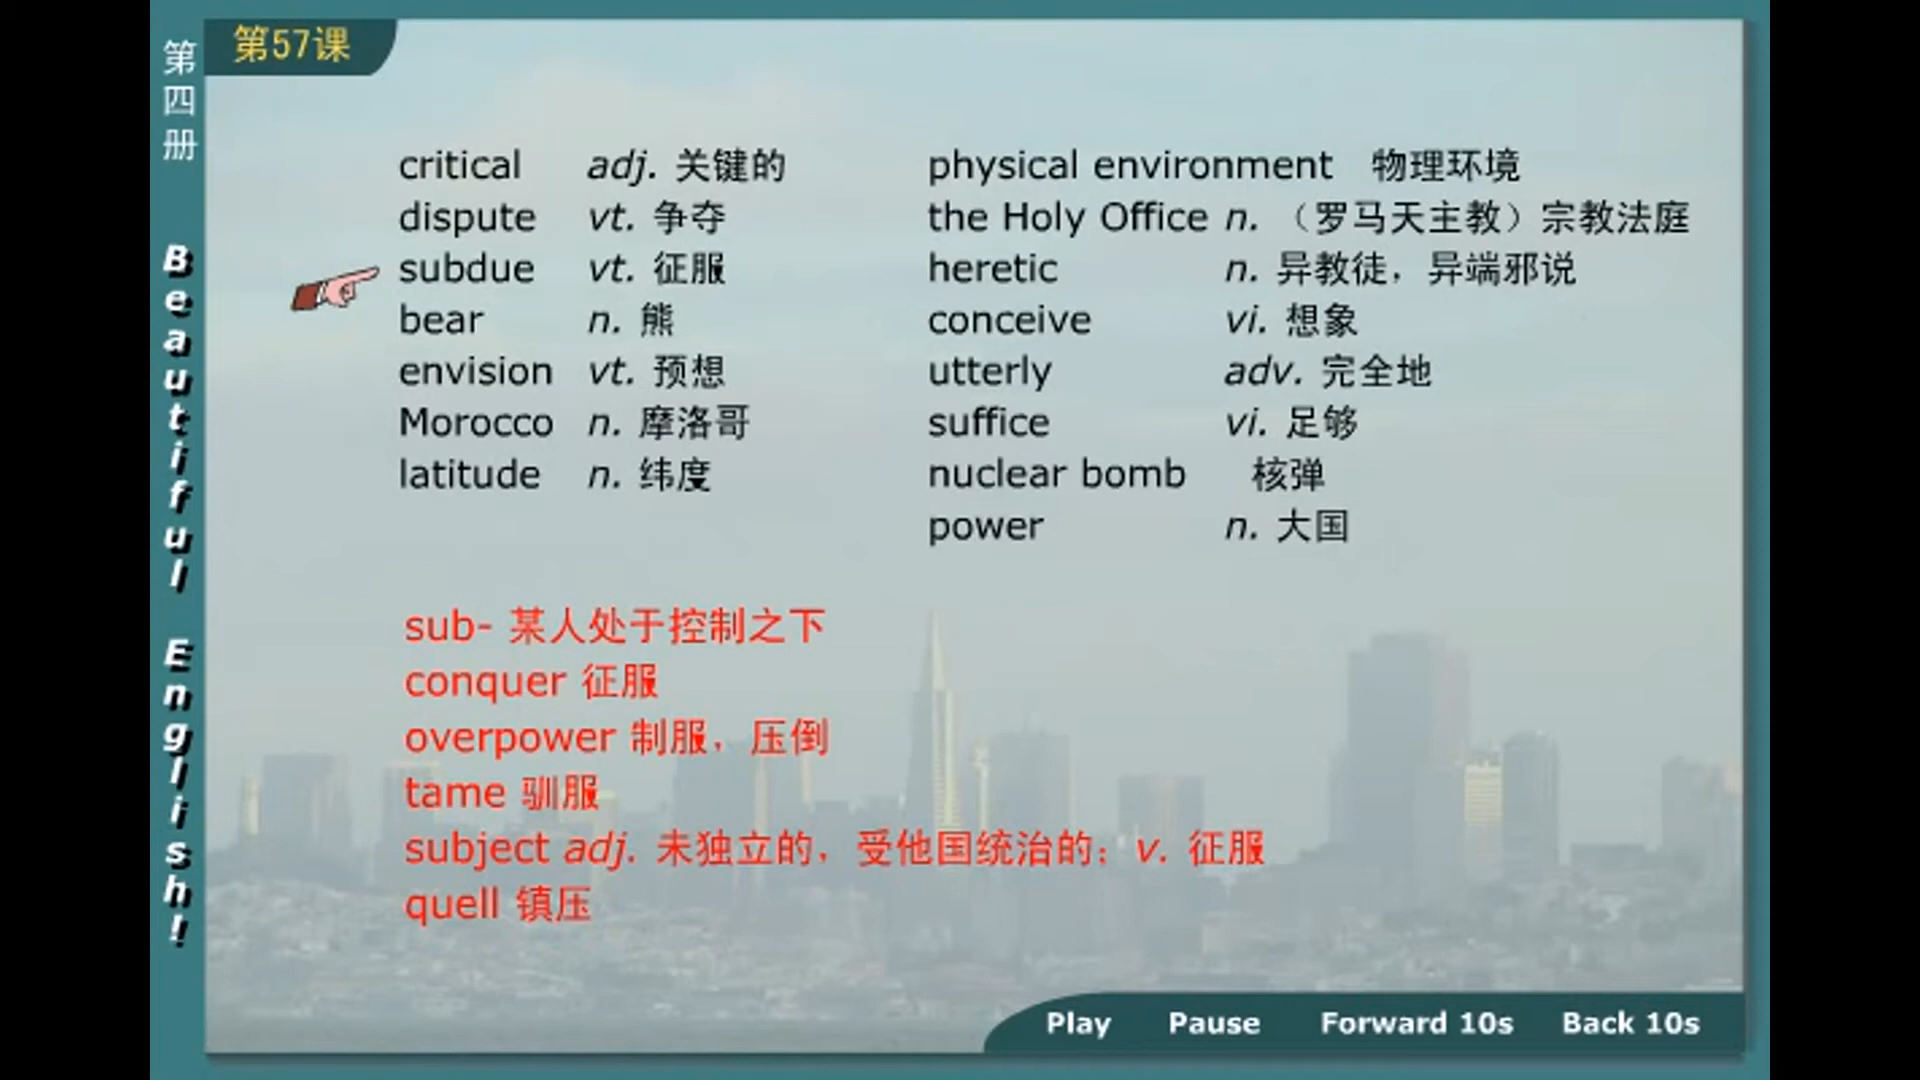 第四册
Beautiful English!
第57课
critical adj. 关键的
dispute vt. 争夺
subdue vt. 征服
bear n. 熊
envision vt. 预想
Morocco n. 摩洛哥
latitude n. 纬度
physical environment 物理环境
the Holy Office n. （罗马天主教）宗教法庭
heretic n. 异教徒，异端邪说
conceive vi. 想象
utterly adv. 完全地
suffice vi. 足够
nuclear bomb 核弹
power n. 大国
sub- 某人处于控制之下
conquer 征服
overpower 制服，压倒
tame 驯服
subject adj. 未独立的，受他国统治的；v. 征服
quell 镇压
Play Pause Forward 10s Back 10s